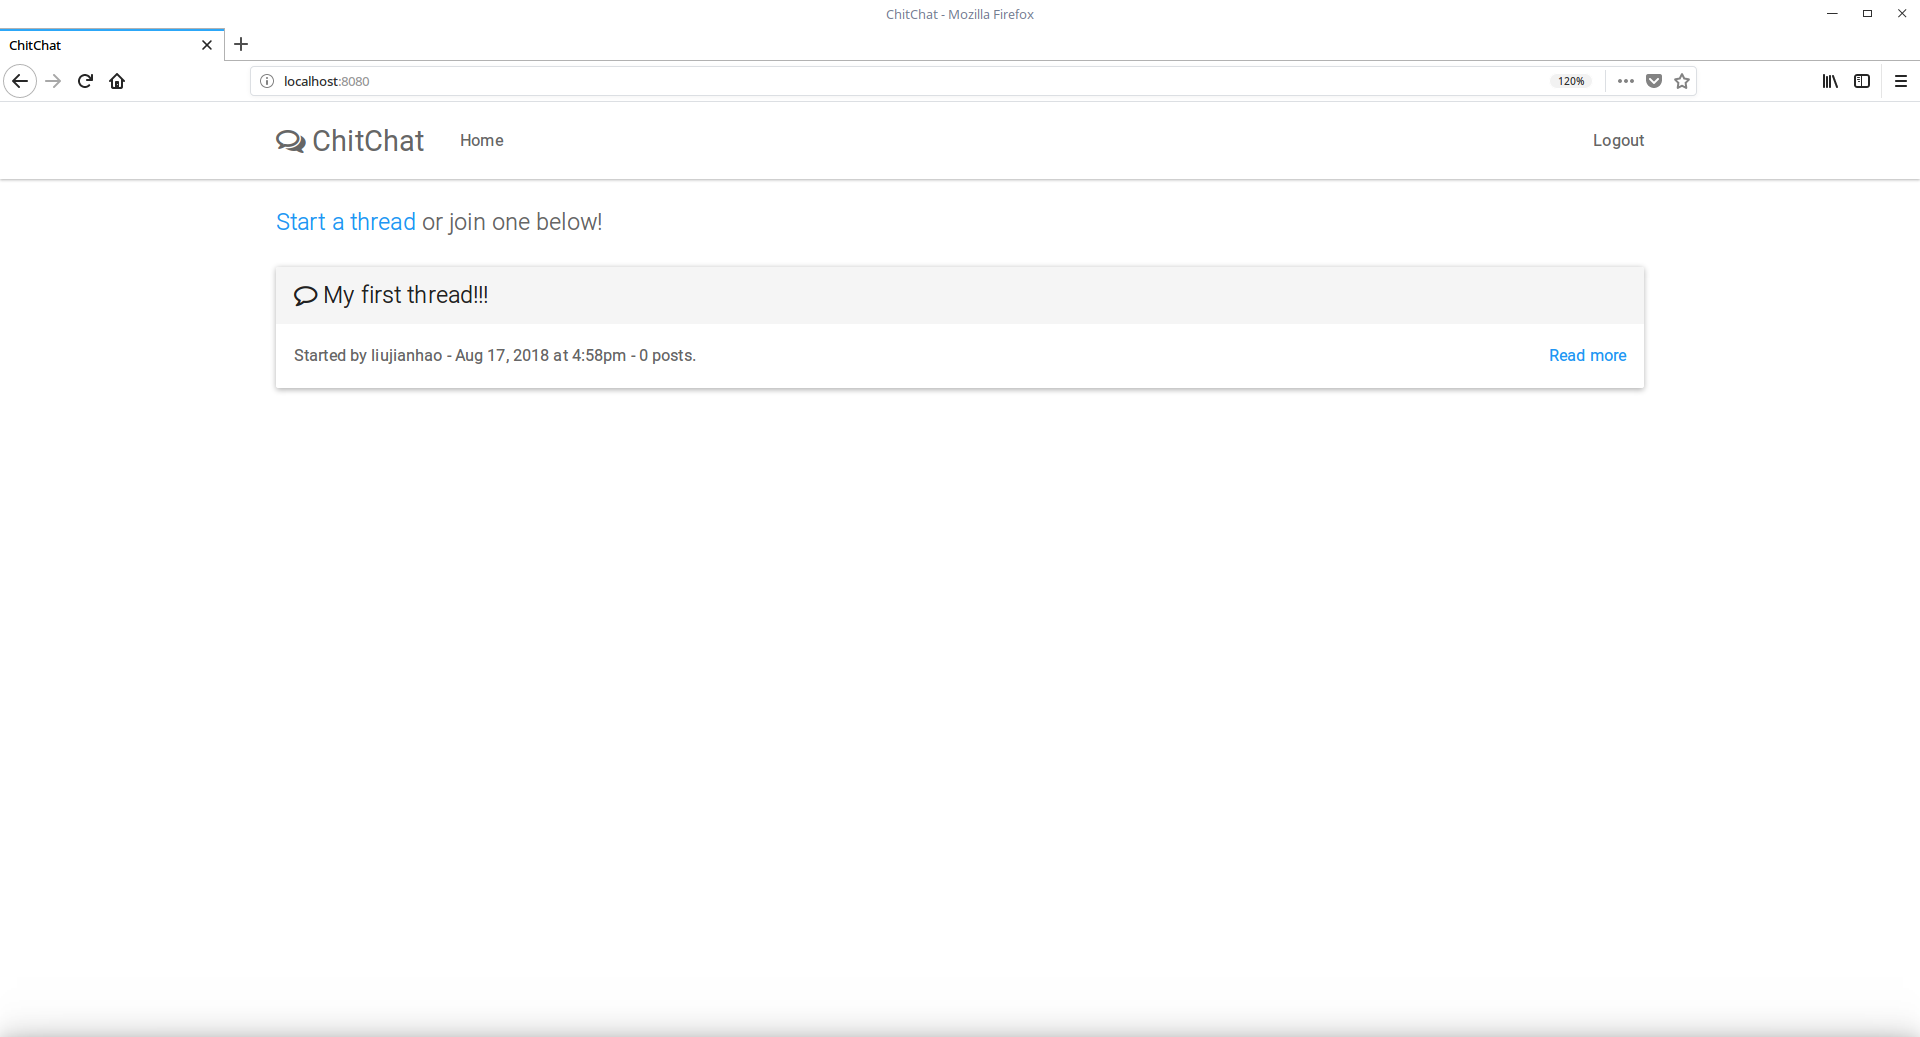 ChitChat - Mozilla Firefox
ChitChat
localhost:8080 120%
ChitChat Home Logout
Start a thread or join one below!
My first thread!!!
Started by liujianhao - Aug 17, 2018 at 4:58pm - 0 posts. Read more